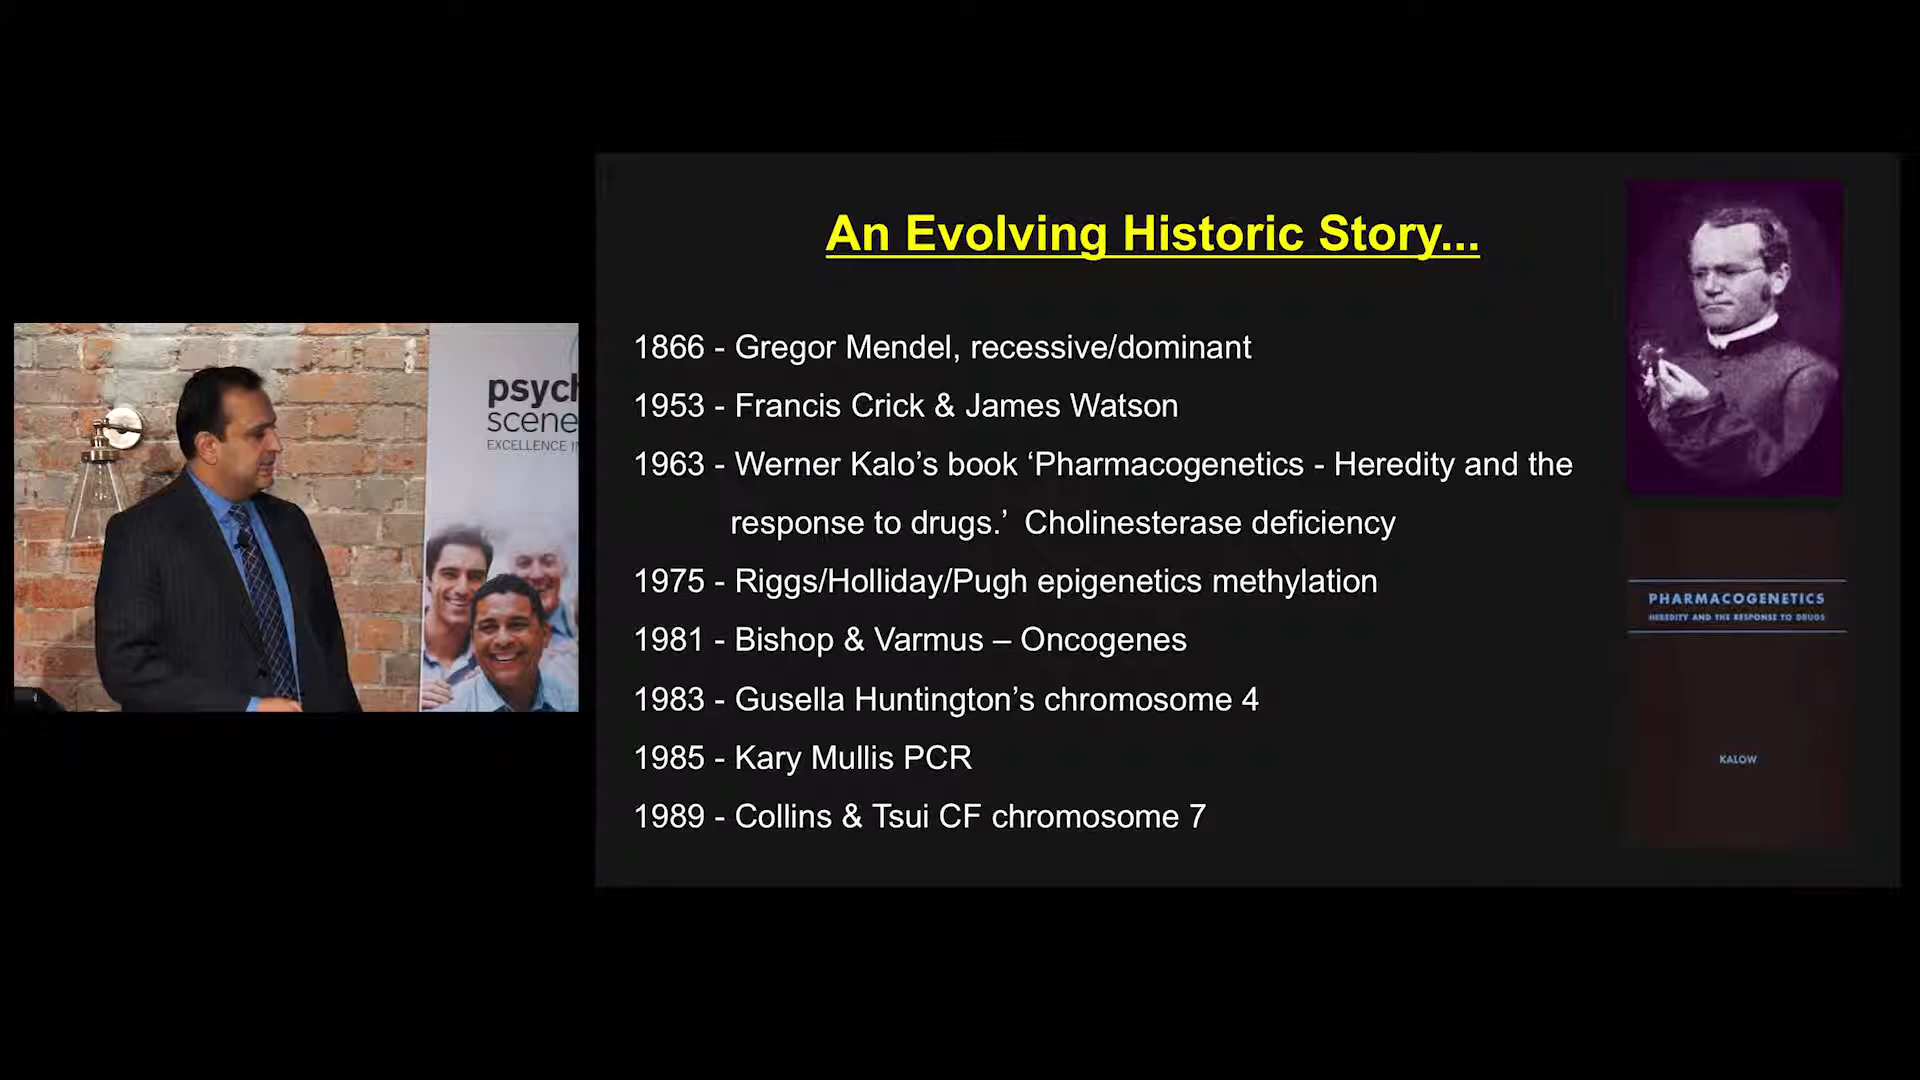 psych
scene
EXCELLENCE IN
An Evolving Historic Story...
1866 - Gregor Mendel, recessive/dominant
1953 - Francis Crick & James Watson
1963 - Werner Kalo’s book ‘Pharmacogenetics - Heredity and the
response to drugs.’ Cholinesterase deficiency
1975 - Riggs/Holliday/Pugh epigenetics methylation
1981 - Bishop & Varmus – Oncogenes
1983 - Gusella Huntington’s chromosome 4
1985 - Kary Mullis PCR
1989 - Collins & Tsui CF chromosome 7
PHARMACOGENETICS
HEREDITY AND THE RESPONSE TO DRUGS
KALOW